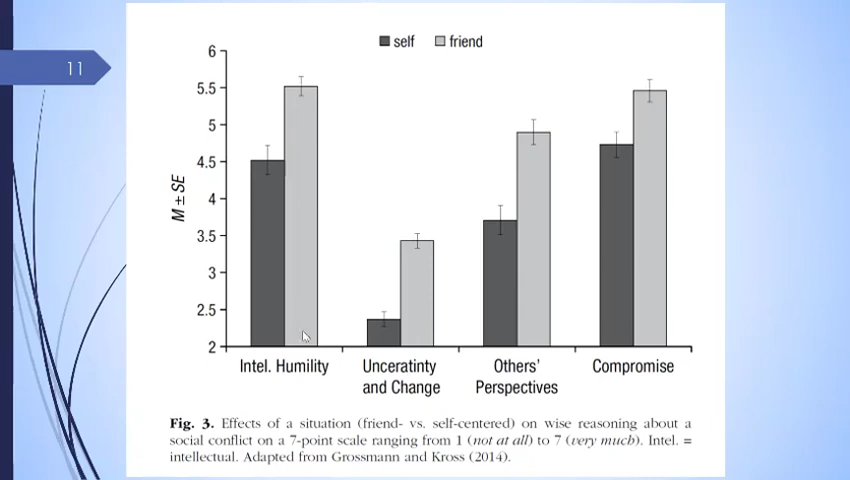 11
self friend
6
5.5
5
4.5
4
3.5
3
2.5
2
M ± SE
Intel. Humility
Unceratinty
and Change
Others'
Perspectives
Compromise
Fig. 3. Effects of a situation (friend- vs. self-centered) on wise reasoning about a
social conflict on a 7-point scale ranging from 1 (not at all) to 7 (very much). Intel. =
intellectual. Adapted from Grossmann and Kross (2014).